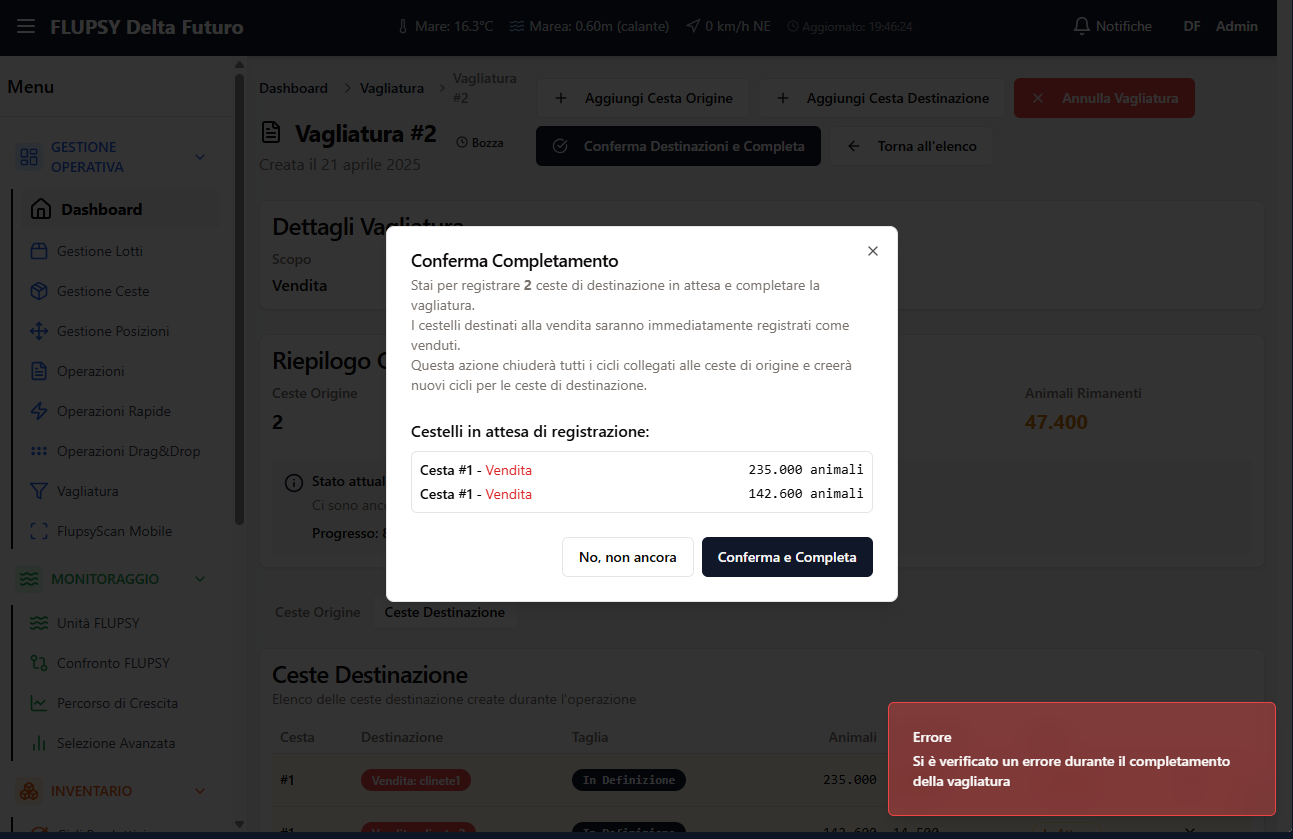 FLUPSY Delta Futuro
Mare: 16.3°C
Marea: 0.60m (calante)
0 km/h NE
Aggiornato: 19:46:24
Notifiche
DF
Admin
Menu
GESTIONE
OPERATIVA
Dashboard
Gestione Lotti
Gestione Ceste
Gestione Posizioni
Operazioni
Operazioni Rapide
Operazioni Drag&Drop
Vagliatura
FlupsyScan Mobile
MONITORAGGIO
Unità FLUPSY
Confronto FLUPSY
Percorso di Crescita
Selezione Avanzata
INVENTARIO
Dashboard
Vagliatura
Vagliatura
#2
Aggiungi Cesta Origine
Aggiungi Cesta Destinazione
Annulla Vagliatura
Vagliatura #2
Bozza
Creata il 21 aprile 2025
Conferma Destinazioni e Completa
Torna all'elenco
Dettagli Vagliatura
Scopo
Vendita
Riepilogo
Ceste Origine
2
Animali Rimanenti
47.400
Stato
Ci sono
Progresso:
Conferma Completamento
Stai per registrare 2 ceste di destinazione in attesa e completare la
vagliatura.
I cestelli destinati alla vendita saranno immediatamente registrati come
venduti.
Questa azione chiuderà tutti i cicli collegati alle ceste di origine e creerà
nuovi cicli per le ceste di destinazione.
Cestelli in attesa di registrazione:
Cesta #1 - Vendita 235.000 animali
Cesta #1 - Vendita 142.600 animali
No, non ancora
Conferma e Completa
Ceste Origine
Ceste Destinazione
Ceste Destinazione
Elenco delle ceste destinazione create durante l'operazione
Cesta Destinazione Taglia Animali
#1 Vendita: clinete1 In Definizione 235.000
#1 In Definizione
Errore
Si è verificato un errore durante il completamento
della vagliatura